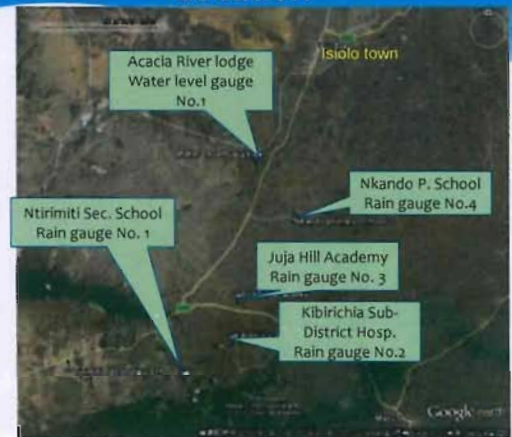 Isiolo town
Acacia River lodge
Water level gauge
No.1
Nkando P. School
Rain gauge No.4
Ntirimiti Sec. School
Rain gauge No. 1
Juja Hill Academy
Rain gauge No. 3
Kibirichia Sub-
District Hosp.
Rain gauge No.2
Google